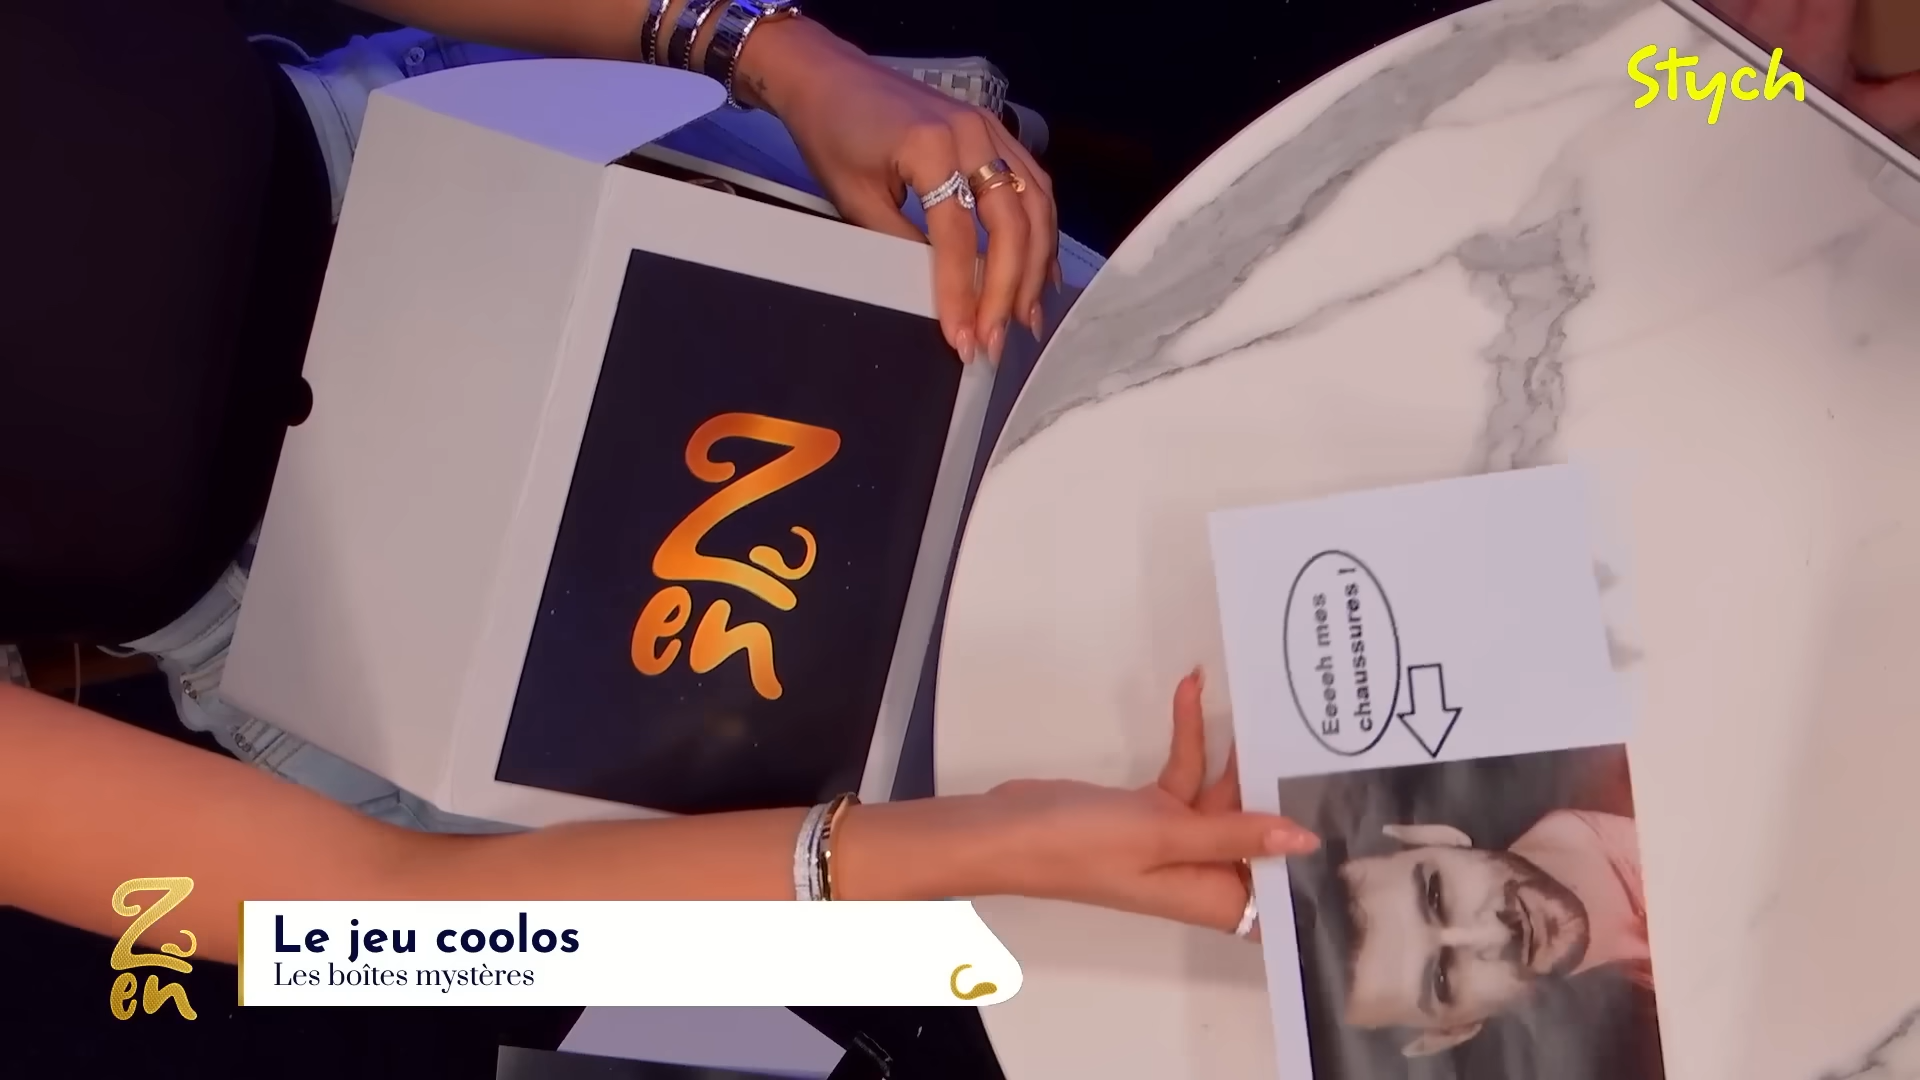 Stych
Zen
Eeeeh mes
chaussures !
Zen
Le jeu coolos
Les boîtes mystères